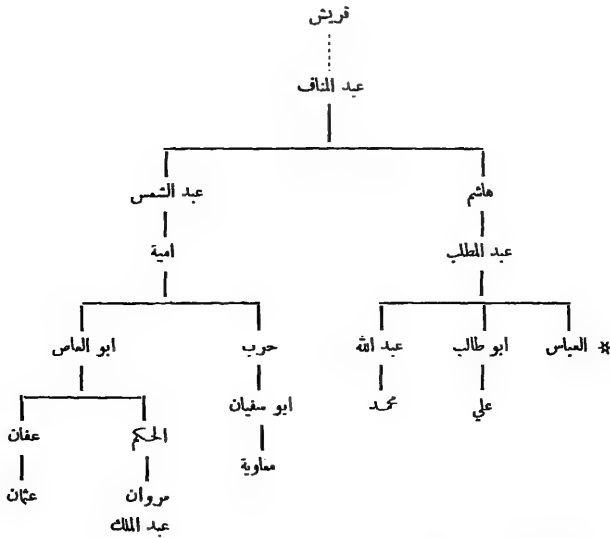 قريش
عبد المناف
هاشم
عبد الشمس
عبد المطلب
امية
* العباس
ابو طالب
عبد الله
حرب
ابو العاص
علي
محمد
ابو سفيان
الحكم
عفان
معاوية
مروان
عثمان
عبد الملك